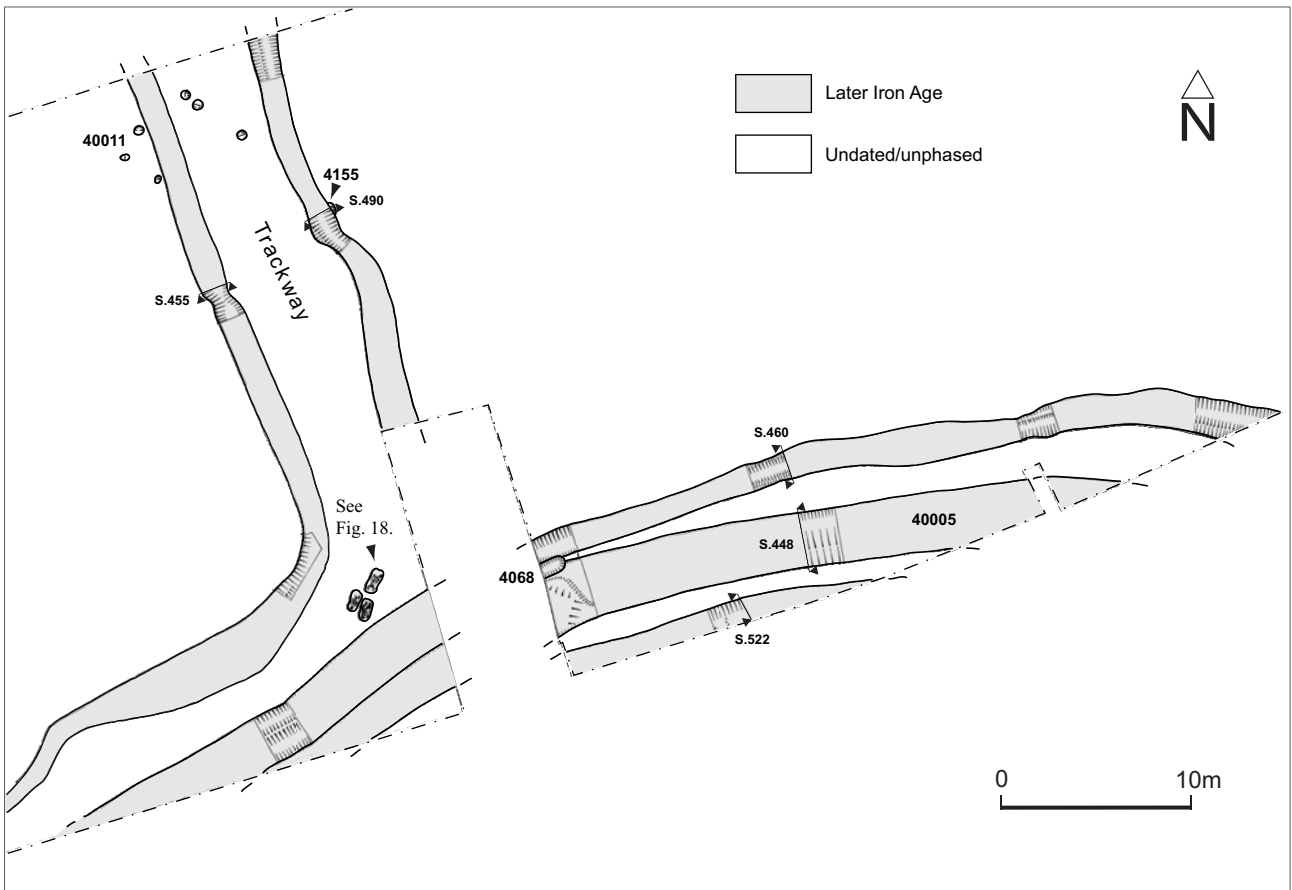 Later Iron Age
N
Undated/unphased
40011
4155
S.490
Trackway
S.455
S.460
See
Fig. 18.
40005
S.448
4068
S.522
0 10m